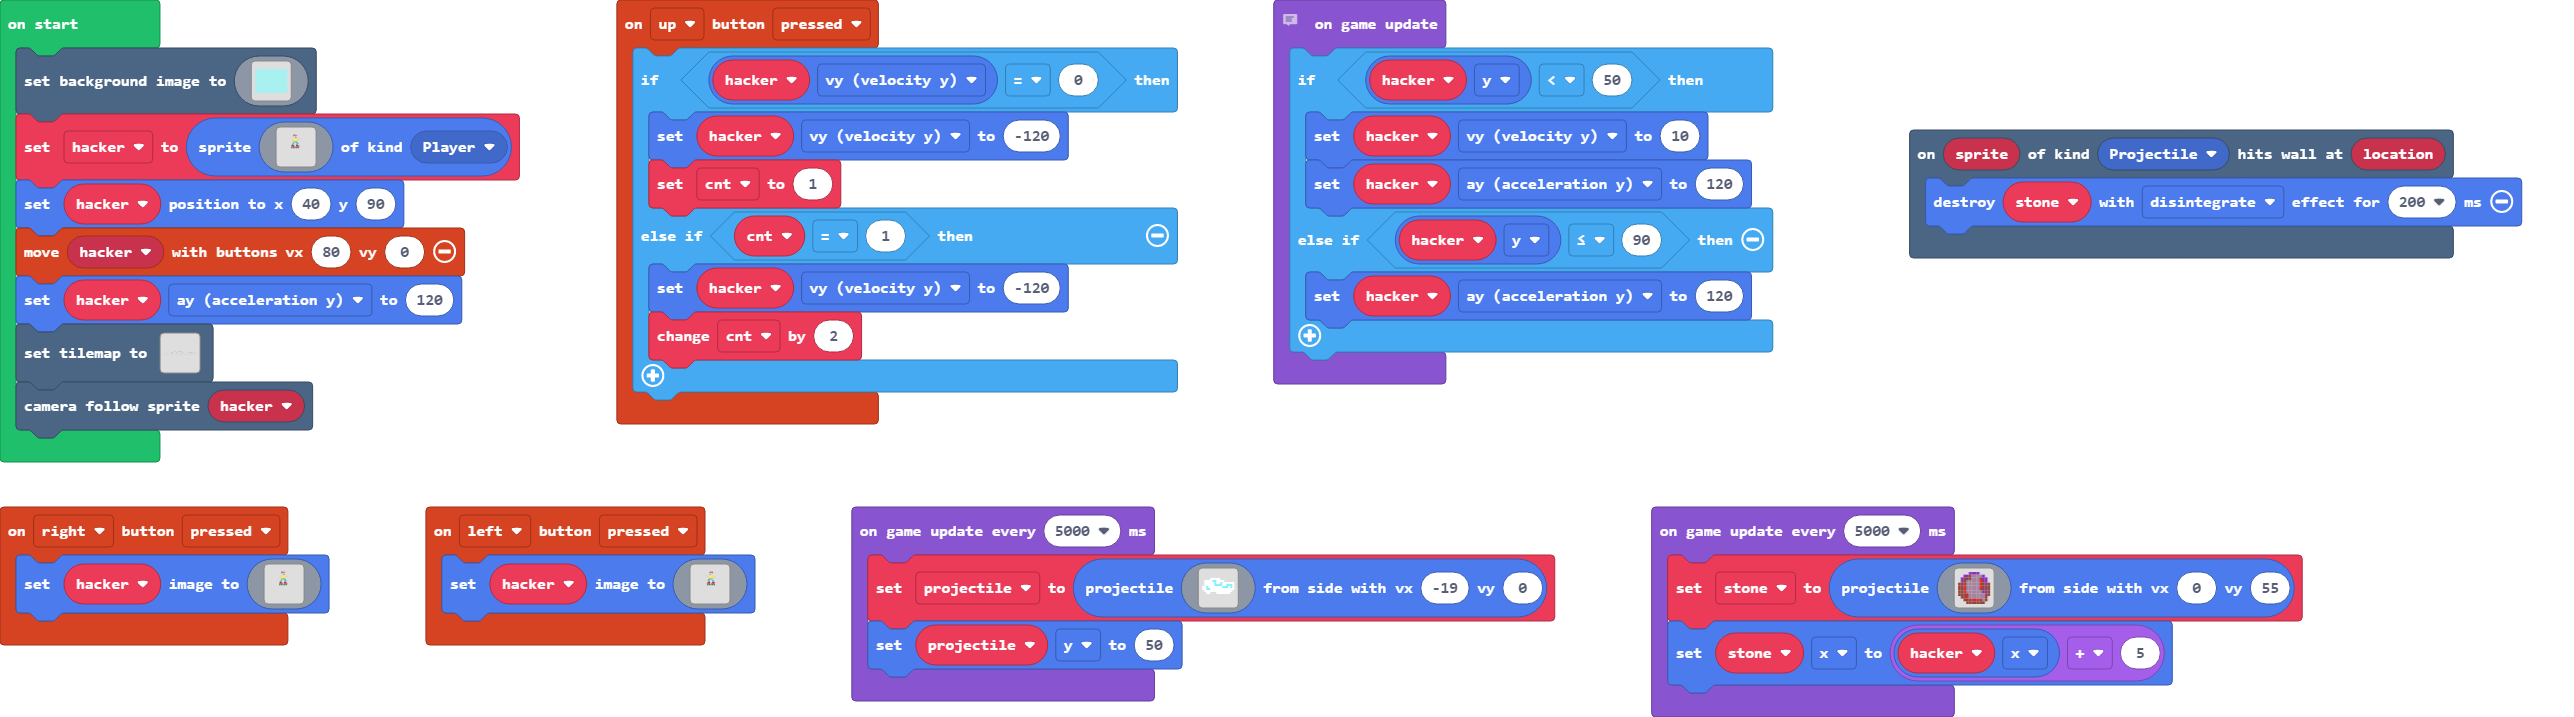 on start
set background image to
set hacker to sprite of kind Player
set hacker position to x 40 y 90
move hacker with buttons vx 80 vy 0
set hacker ay (acceleration y) to 120
set tilemap to
camera follow sprite hacker
on up button pressed
if hacker vy (velocity y) = 0 then
set hacker vy (velocity y) to -120
set cnt to 1
else if cnt = 1 then
set hacker vy (velocity y) to -120
change cnt by 2
on game update
if hacker y < 50 then
set hacker vy (velocity y) to 10
set hacker ay (acceleration y) to 120
else if hacker y ≤ 90 then
set hacker ay (acceleration y) to 120
on sprite of kind Projectile hits wall at location
destroy stone with disintegrate effect for 200 ms
on right button pressed
set hacker image to
on left button pressed
set hacker image to
on game update every 5000 ms
set projectile to projectile from side with vx -19 vy 0
set projectile y to 50
on game update every 5000 ms
set stone to projectile from side with vx 0 vy 55
set stone x to hacker x + 5